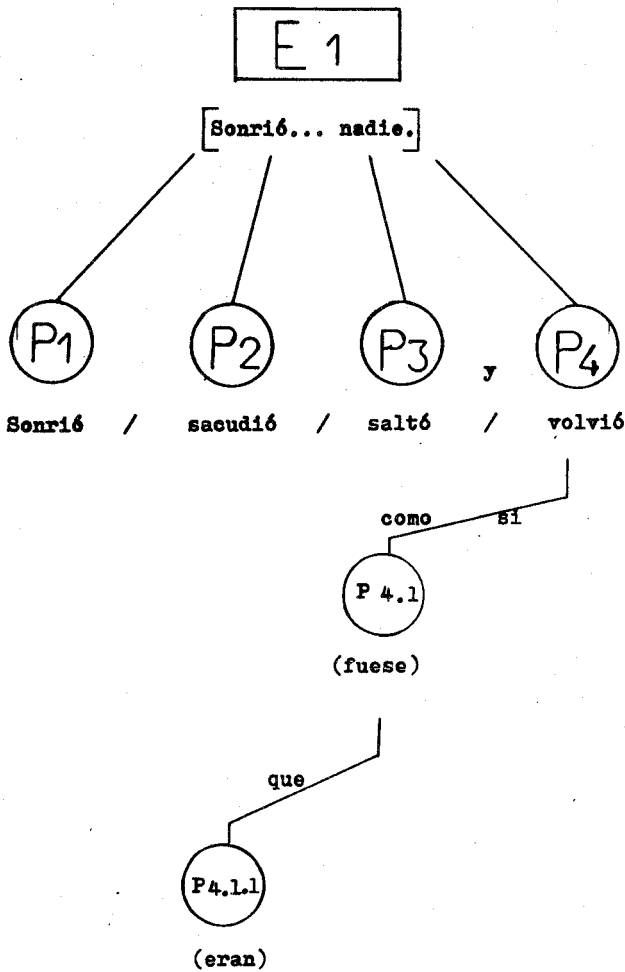 E 1
[Sonrió... nadie.]
P1 P2 P3 y P4
Sonrió / sacudió / saltó / volvió
como si
P 4.1
(fuese)
que
P4.1.1
(eran)